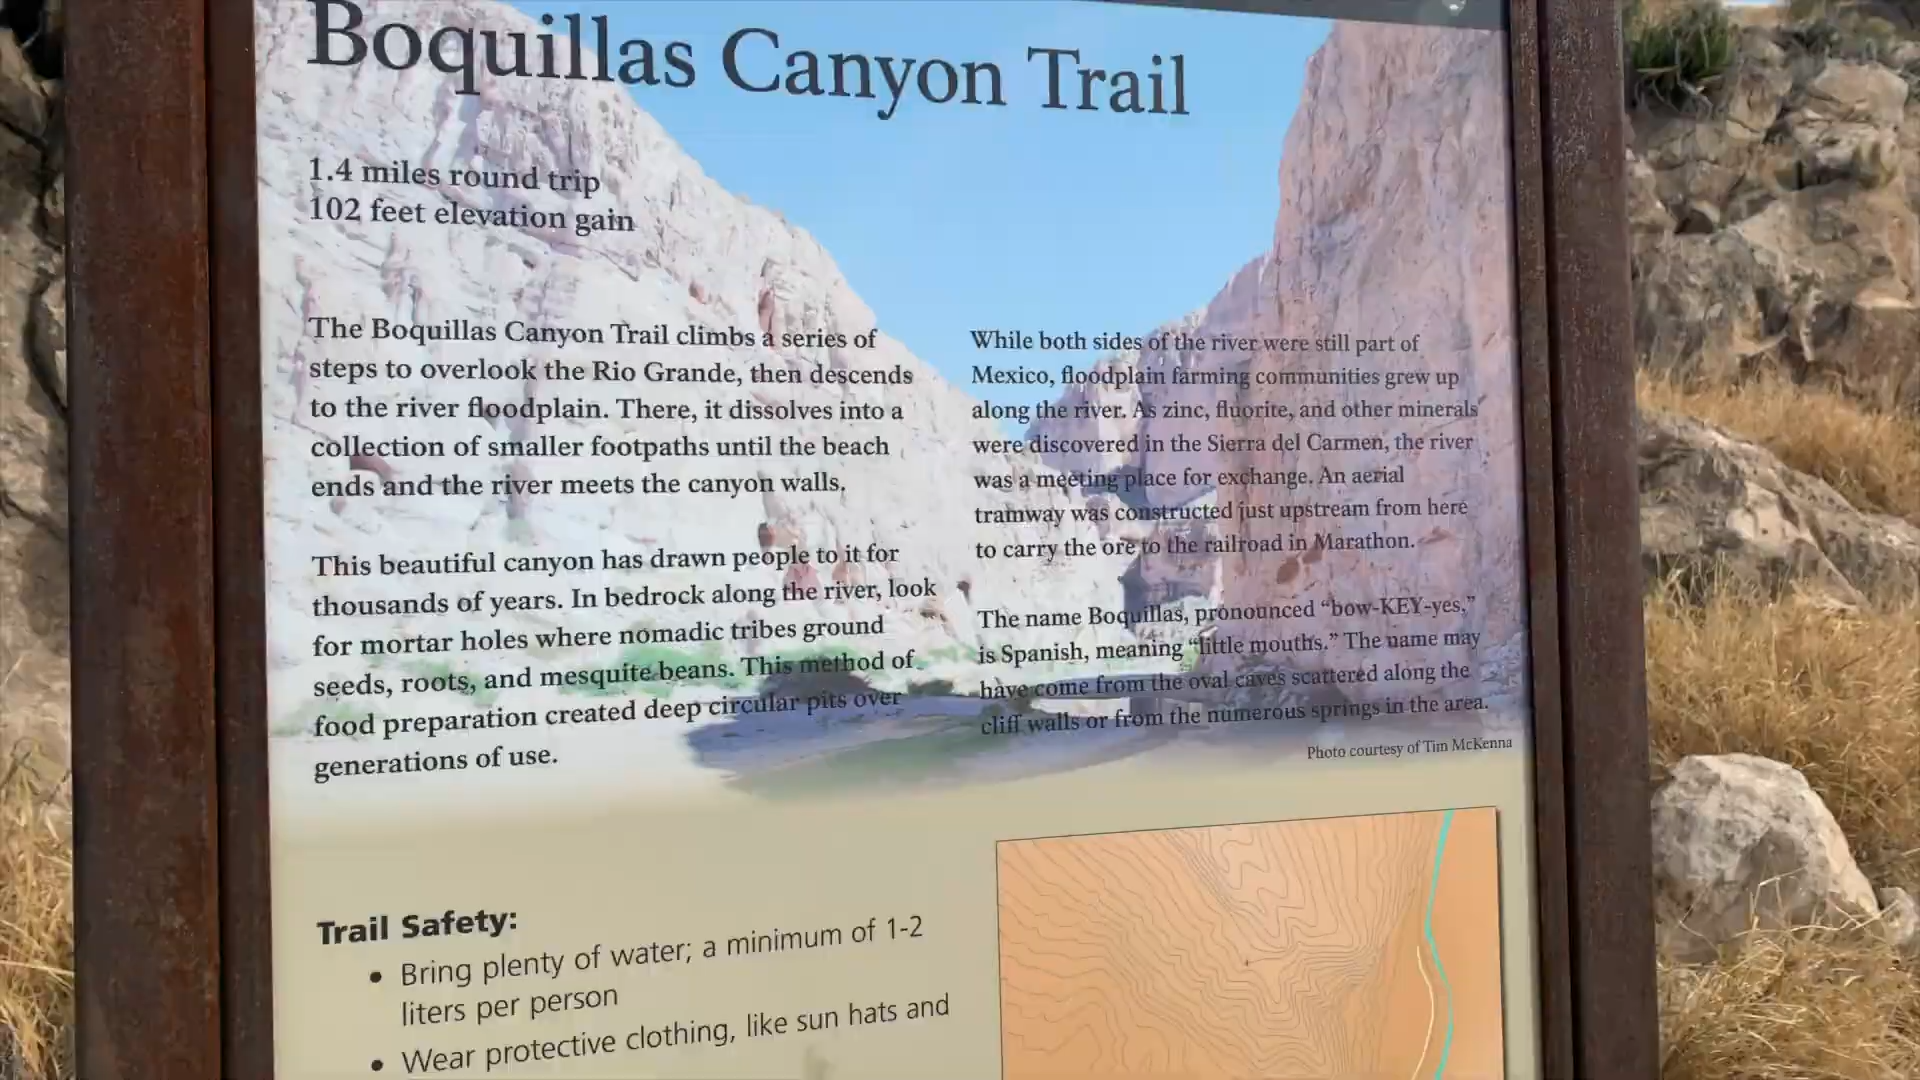 Boquillas Canyon Trail
1.4 miles round trip
102 feet elevation gain
The Boquillas Canyon Trail climbs a series of
steps to overlook the Rio Grande, then descends
to the river floodplain. There, it dissolves into a
collection of smaller footpaths until the beach
ends and the river meets the canyon walls.
This beautiful canyon has drawn people to it for
thousands of years. In bedrock along the river, look
for mortar holes where nomadic tribes ground
seeds, roots, and mesquite beans. This method of
food preparation created deep circular pits over
generations of use.
While both sides of the river were still part of
Mexico, floodplain farming communities grew up
along the river. As zinc, fluorite, and other minerals
were discovered in the Sierra del Carmen, the river
was a meeting place for exchange. An aerial
tramway was constructed just upstream from here
to carry the ore to the railroad in Marathon.
The name Boquillas, pronounced “bow-KEY-yes,”
is Spanish, meaning “little mouths.” The name may
have come from the oval caves scattered along the
cliff walls or from the numerous springs in the area.
Photo courtesy of Tim McKenna
Trail Safety:
• Bring plenty of water; a minimum of 1-2
liters per person
• Wear protective clothing, like sun hats and